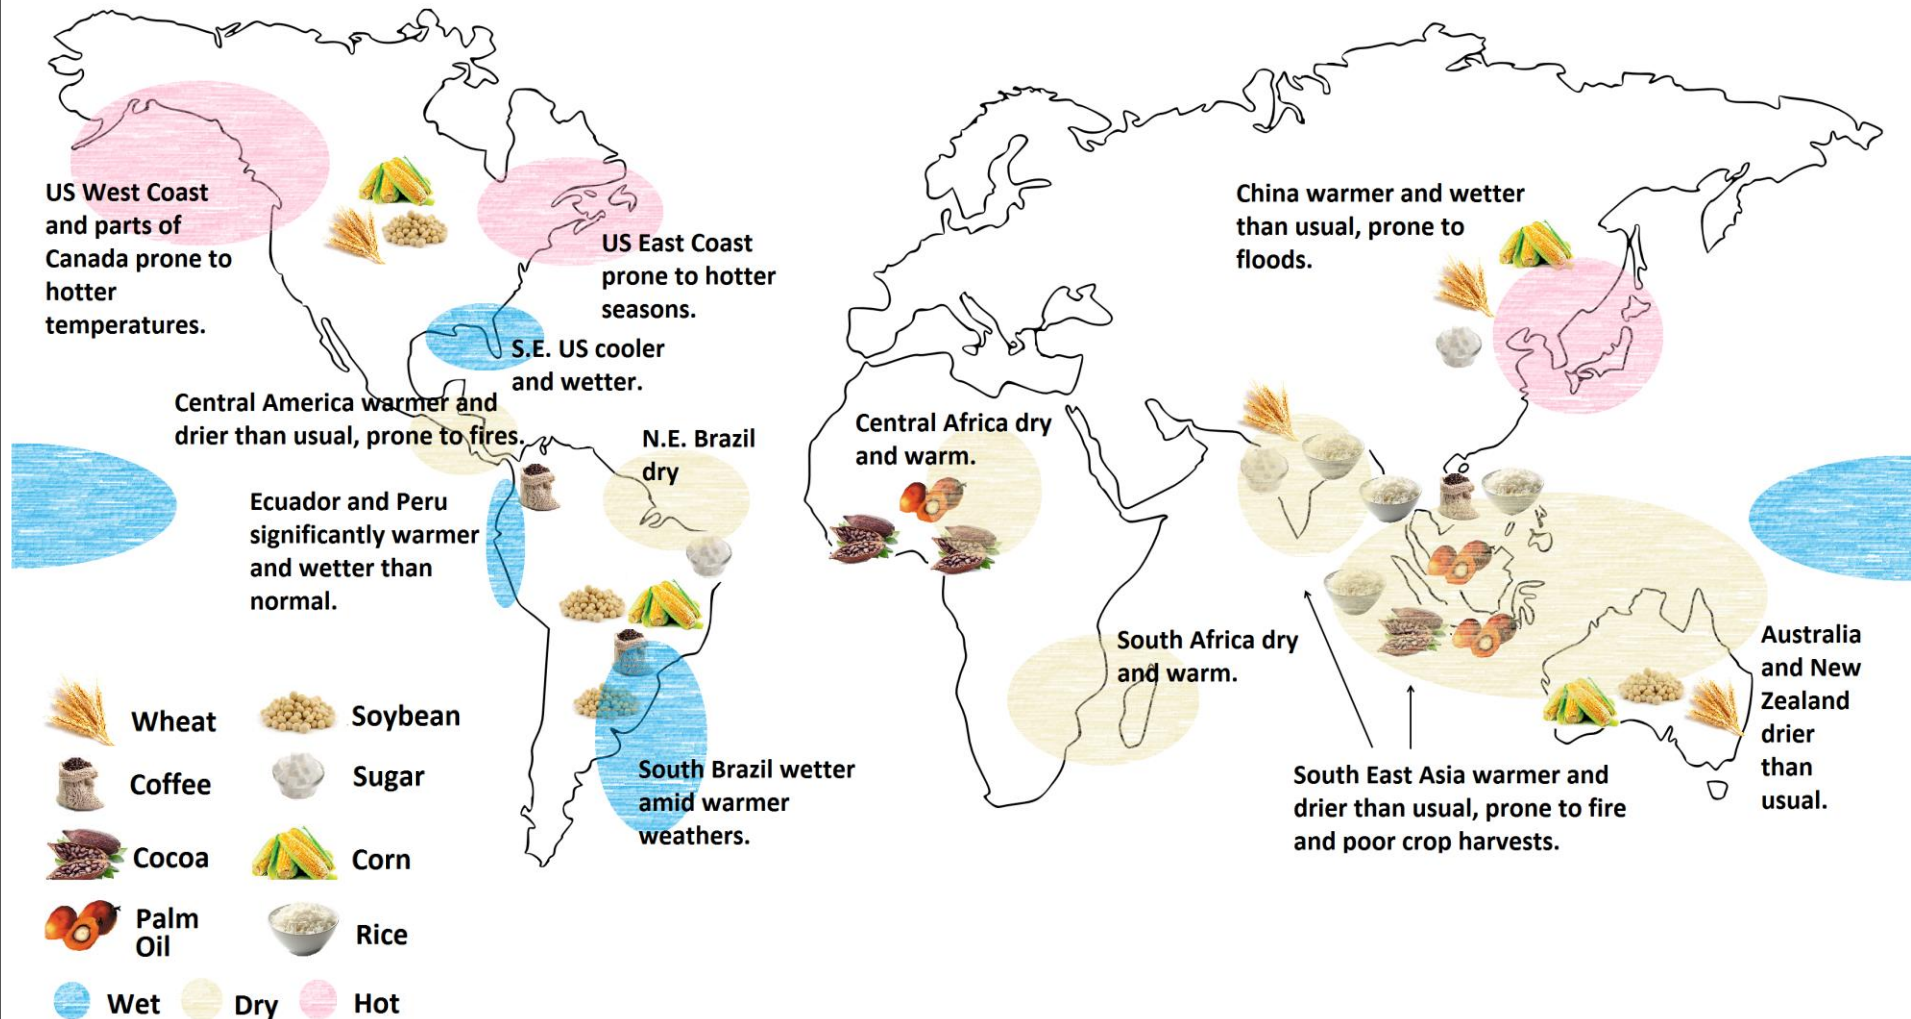 US West Coast
and parts of
Canada prone to
hotter
temperatures.
US East Coast
prone to hotter
seasons.
S.E. US cooler
and wetter.
Central America warmer and
drier than usual, prone to fires.
N.E. Brazil
dry
Ecuador and Peru
significantly warmer
and wetter than
normal.
South Brazil wetter
amid warmer
weathers.
Central Africa dry
and warm.
South Africa dry
and warm.
China warmer and wetter
than usual, prone to
floods.
South East Asia warmer and
drier than usual, prone to fire
and poor crop harvests.
Australia
and New
Zealand
drier
than
usual.
Wheat
Soybean
Coffee
Sugar
Cocoa
Corn
Palm
Oil
Rice
Wet
Dry
Hot